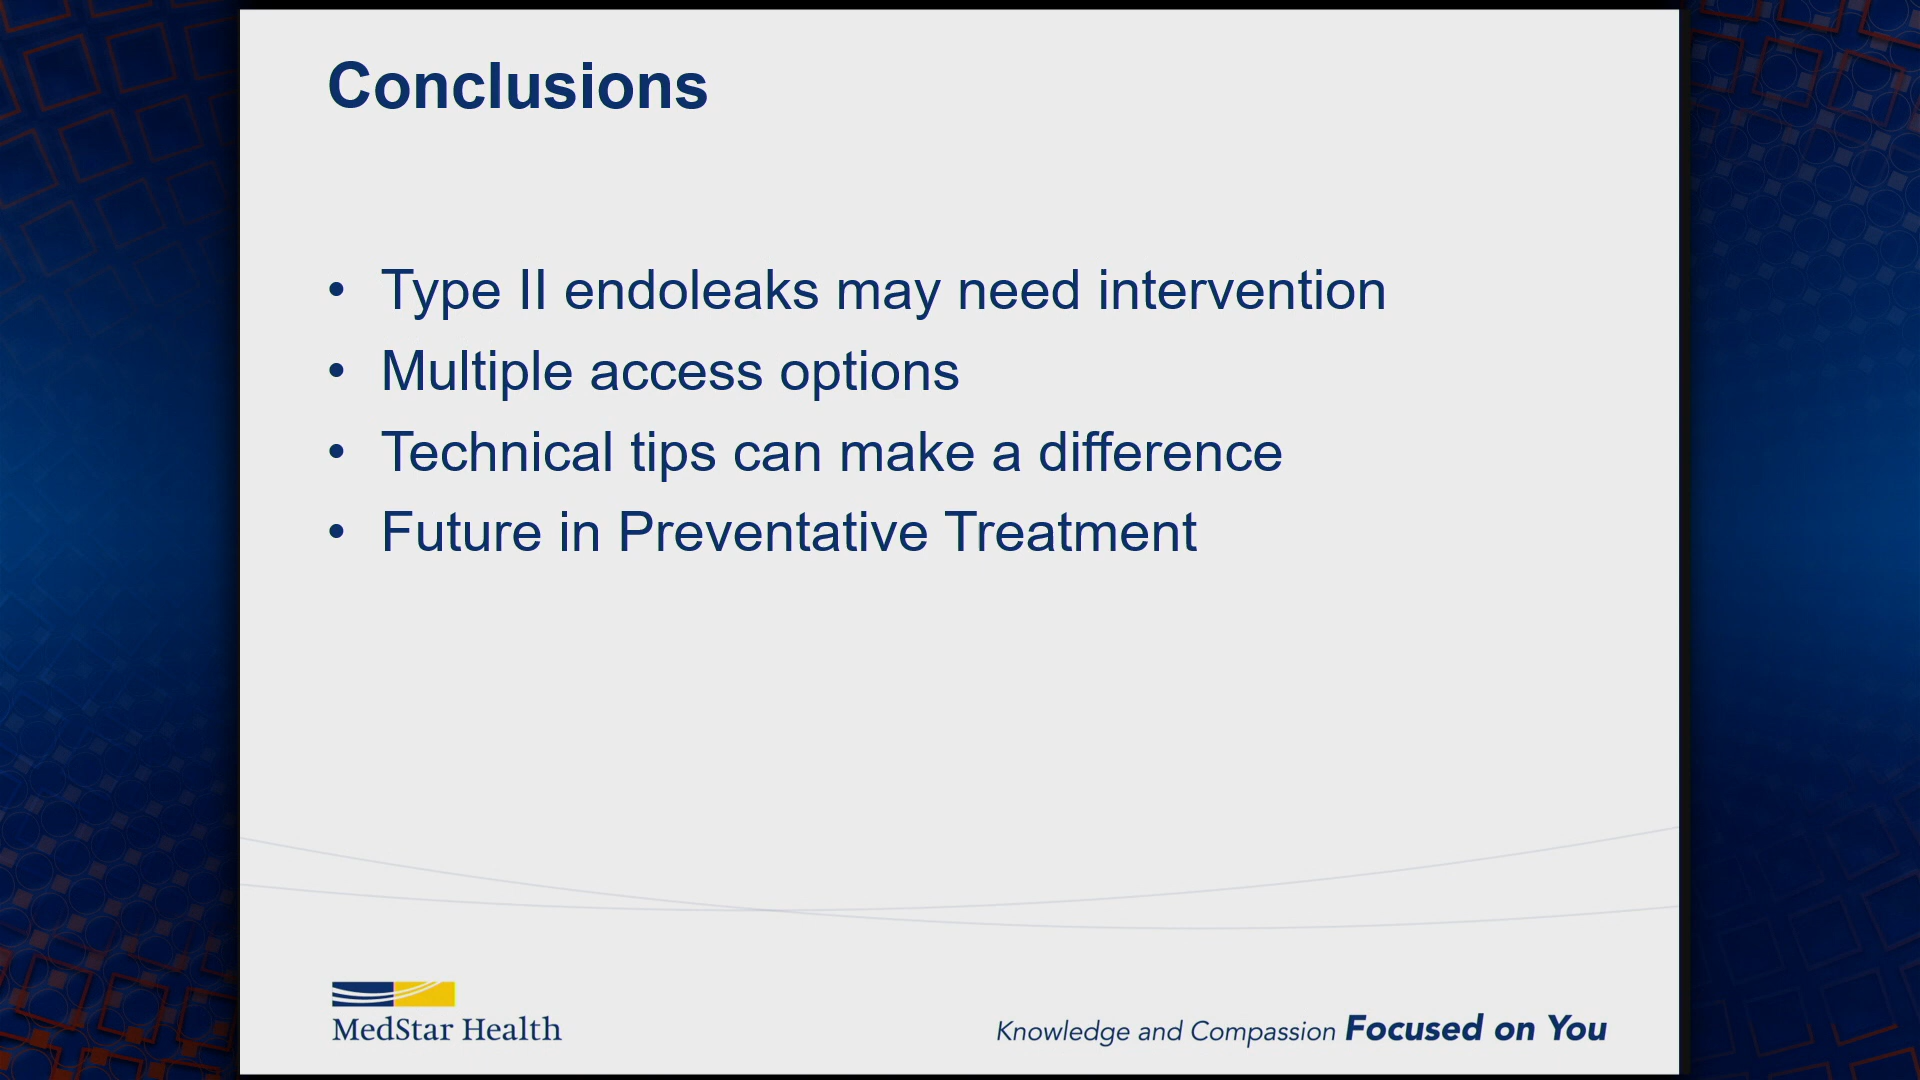 Conclusions
• Type II endoleaks may need intervention
• Multiple access options
• Technical tips can make a difference
• Future in Preventative Treatment
MedStar Health
Knowledge and Compassion Focused on You